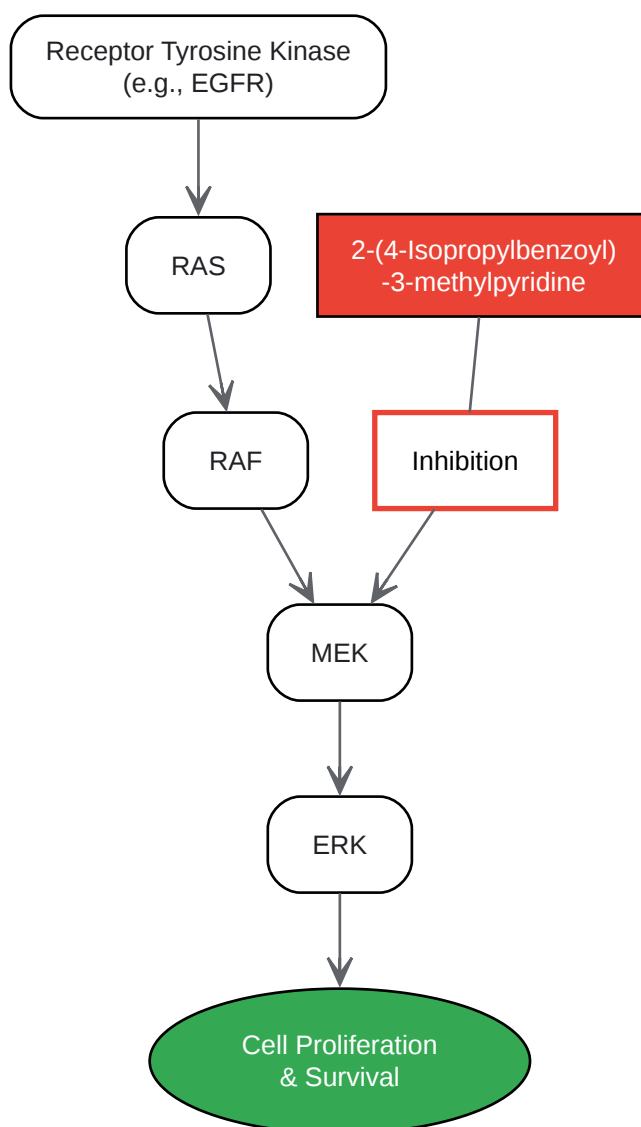 Receptor Tyrosine Kinase
(e.g., EGFR)
RAS
2-(4-Isopropylbenzoyl)
-3-methylpyridine
RAF
Inhibition
MEK
ERK
Cell Proliferation
& Survival